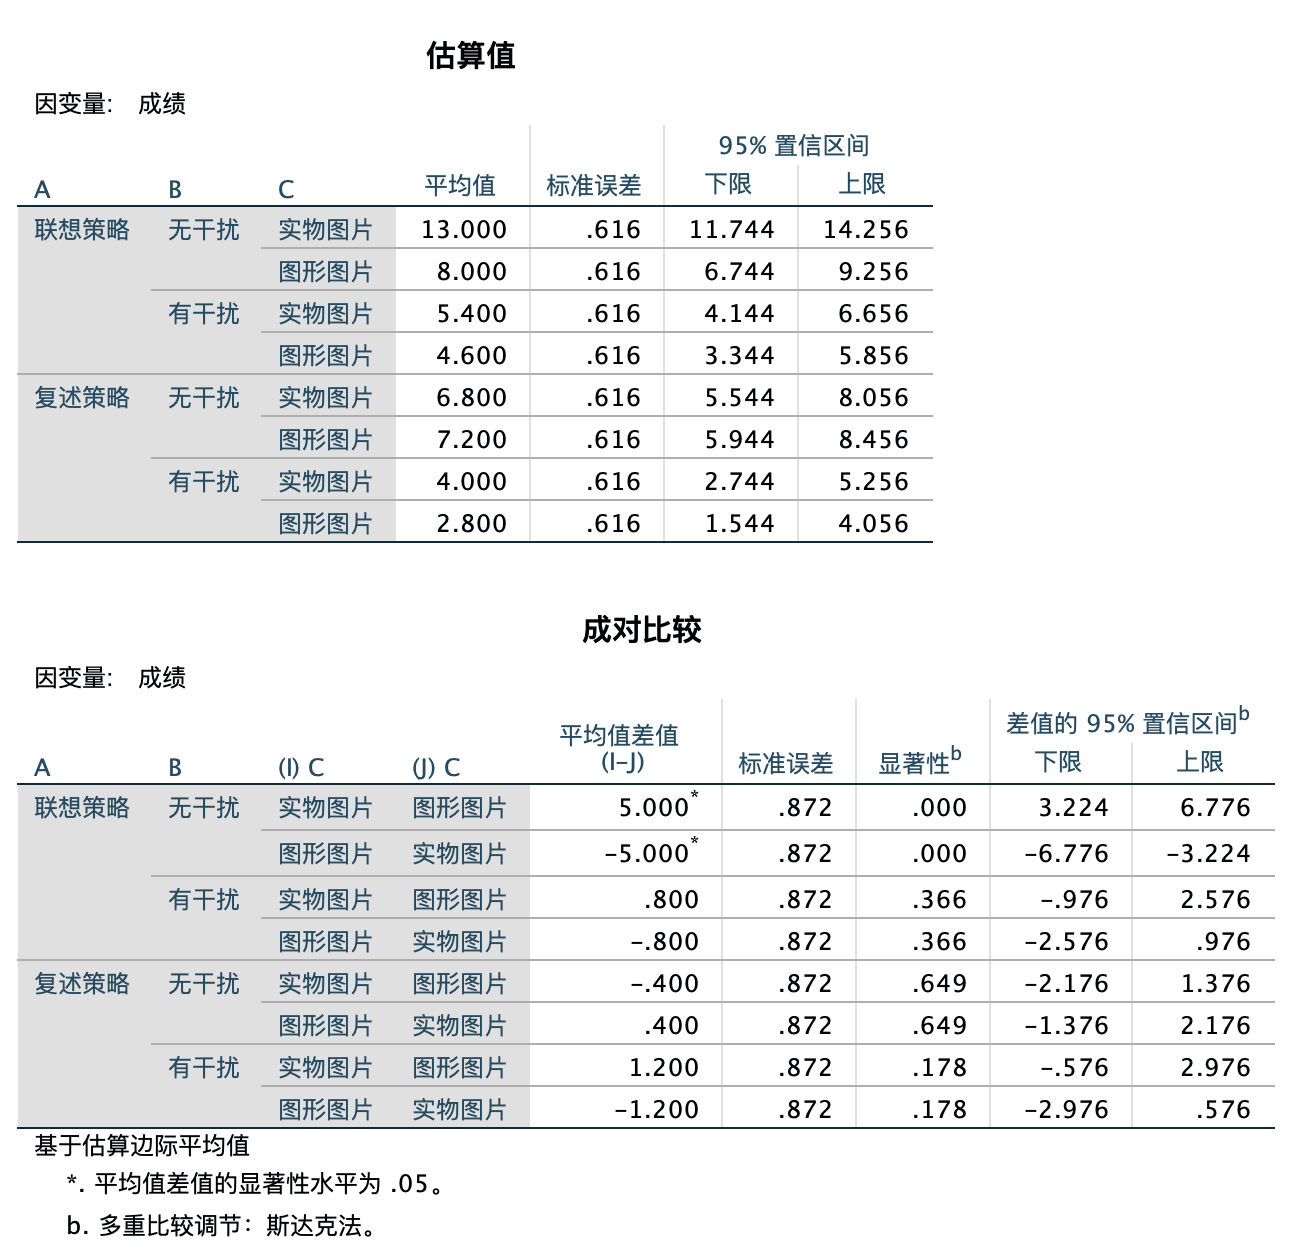 估算值
因变量: 成绩
95% 置信区间
A B C 平均值 标准误差 下限 上限
联想策略 无干扰 实物图片 13.000 .616 11.744 14.256
图形图片 8.000 .616 6.744 9.256
有干扰 实物图片 5.400 .616 4.144 6.656
图形图片 4.600 .616 3.344 5.856
复述策略 无干扰 实物图片 6.800 .616 5.544 8.056
图形图片 7.200 .616 5.944 8.456
有干扰 实物图片 4.000 .616 2.744 5.256
图形图片 2.800 .616 1.544 4.056
成对比较
因变量: 成绩
平均值差值 差值的 95% 置信区间b
A B (I) C (J) C (I-J) 标准误差 显著性b 下限 上限
联想策略 无干扰 实物图片 图形图片 5.000* .872 .000 3.224 6.776
图形图片 实物图片 -5.000* .872 .000 -6.776 -3.224
有干扰 实物图片 图形图片 .800 .872 .366 -.976 2.576
图形图片 实物图片 -.800 .872 .366 -2.576 .976
复述策略 无干扰 实物图片 图形图片 -.400 .872 .649 -2.176 1.376
图形图片 实物图片 .400 .872 .649 -1.376 2.176
有干扰 实物图片 图形图片 1.200 .872 .178 -.576 2.976
图形图片 实物图片 -1.200 .872 .178 -2.976 .576
基于估算边际平均值
*. 平均值差值的显著性水平为 .05。
b. 多重比较调节：斯达克法。